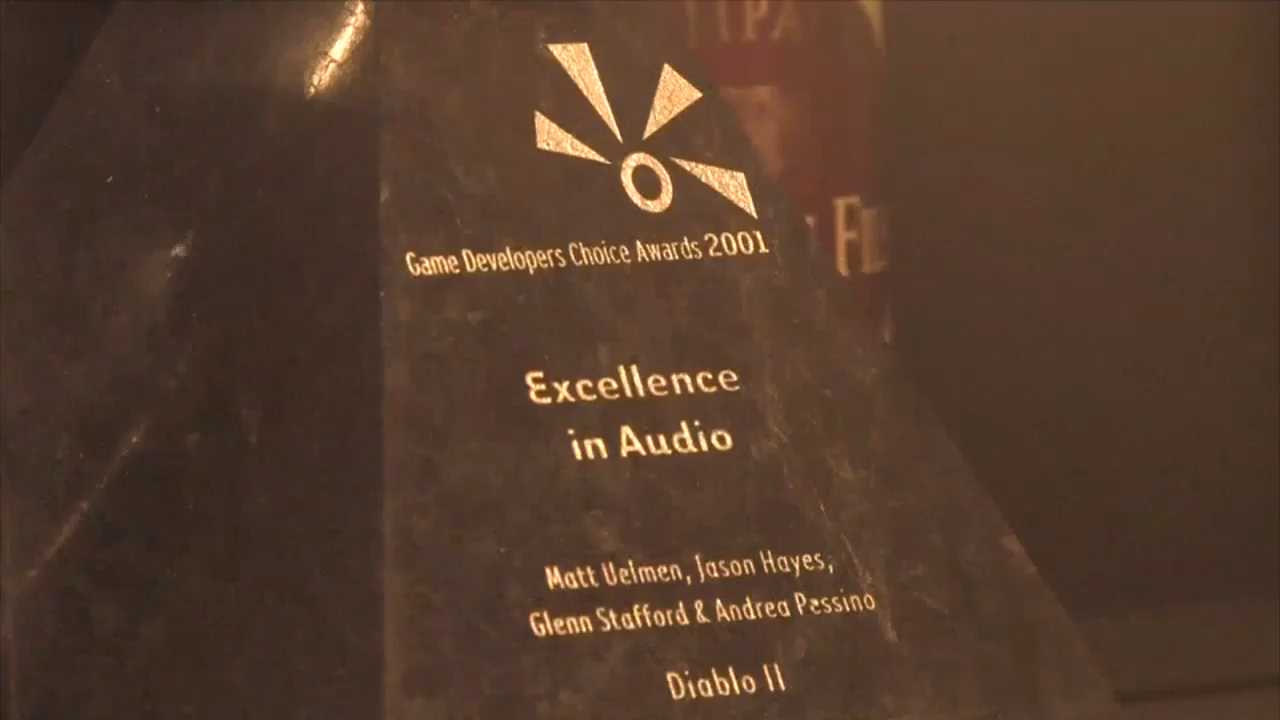 Game Developers Choice Awards 2001
Excellence
in Audio
Matt Uelmen, Jason Hayes,
Glenn Stafford & Andrea Pessino
Diablo II